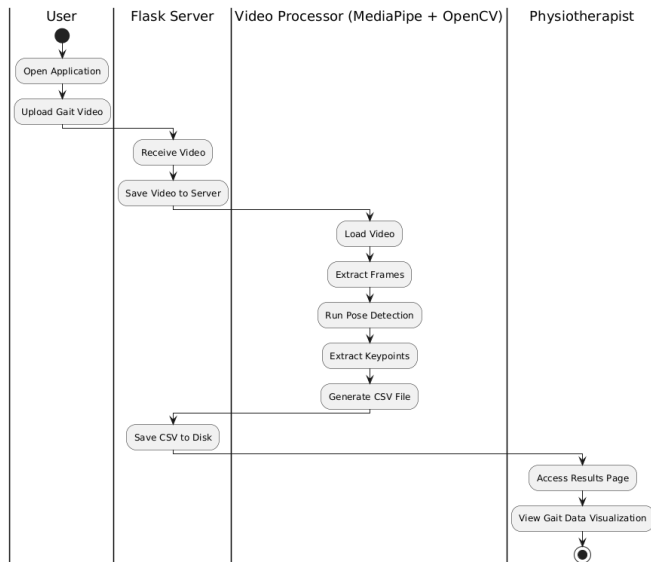 User
Flask Server
Video Processor (MediaPipe + OpenCV)
Physiotherapist
Open Application
Upload Gait Video
Receive Video
Save Video to Server
Load Video
Extract Frames
Run Pose Detection
Extract Keypoints
Generate CSV File
Save CSV to Disk
Access Results Page
View Gait Data Visualization